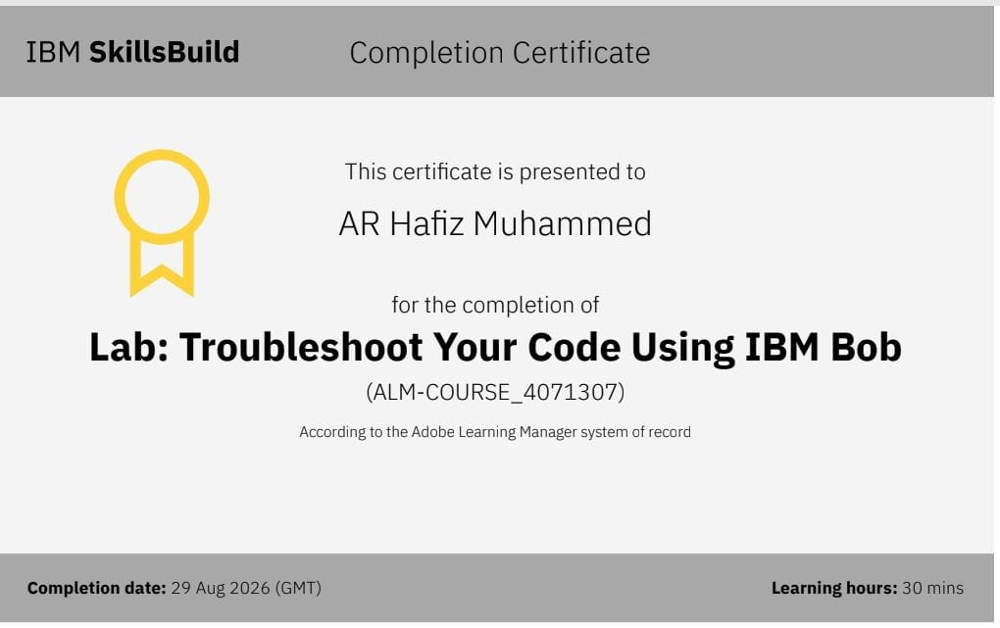 IBM SkillsBuild
Completion Certificate
This certificate is presented to
AR Hafiz Muhammed
for the completion of
Lab: Troubleshoot Your Code Using IBM Bob
(ALM-COURSE_4071307)
According to the Adobe Learning Manager system of record
Completion date: 29 Aug 2026 (GMT)
Learning hours: 30 mins